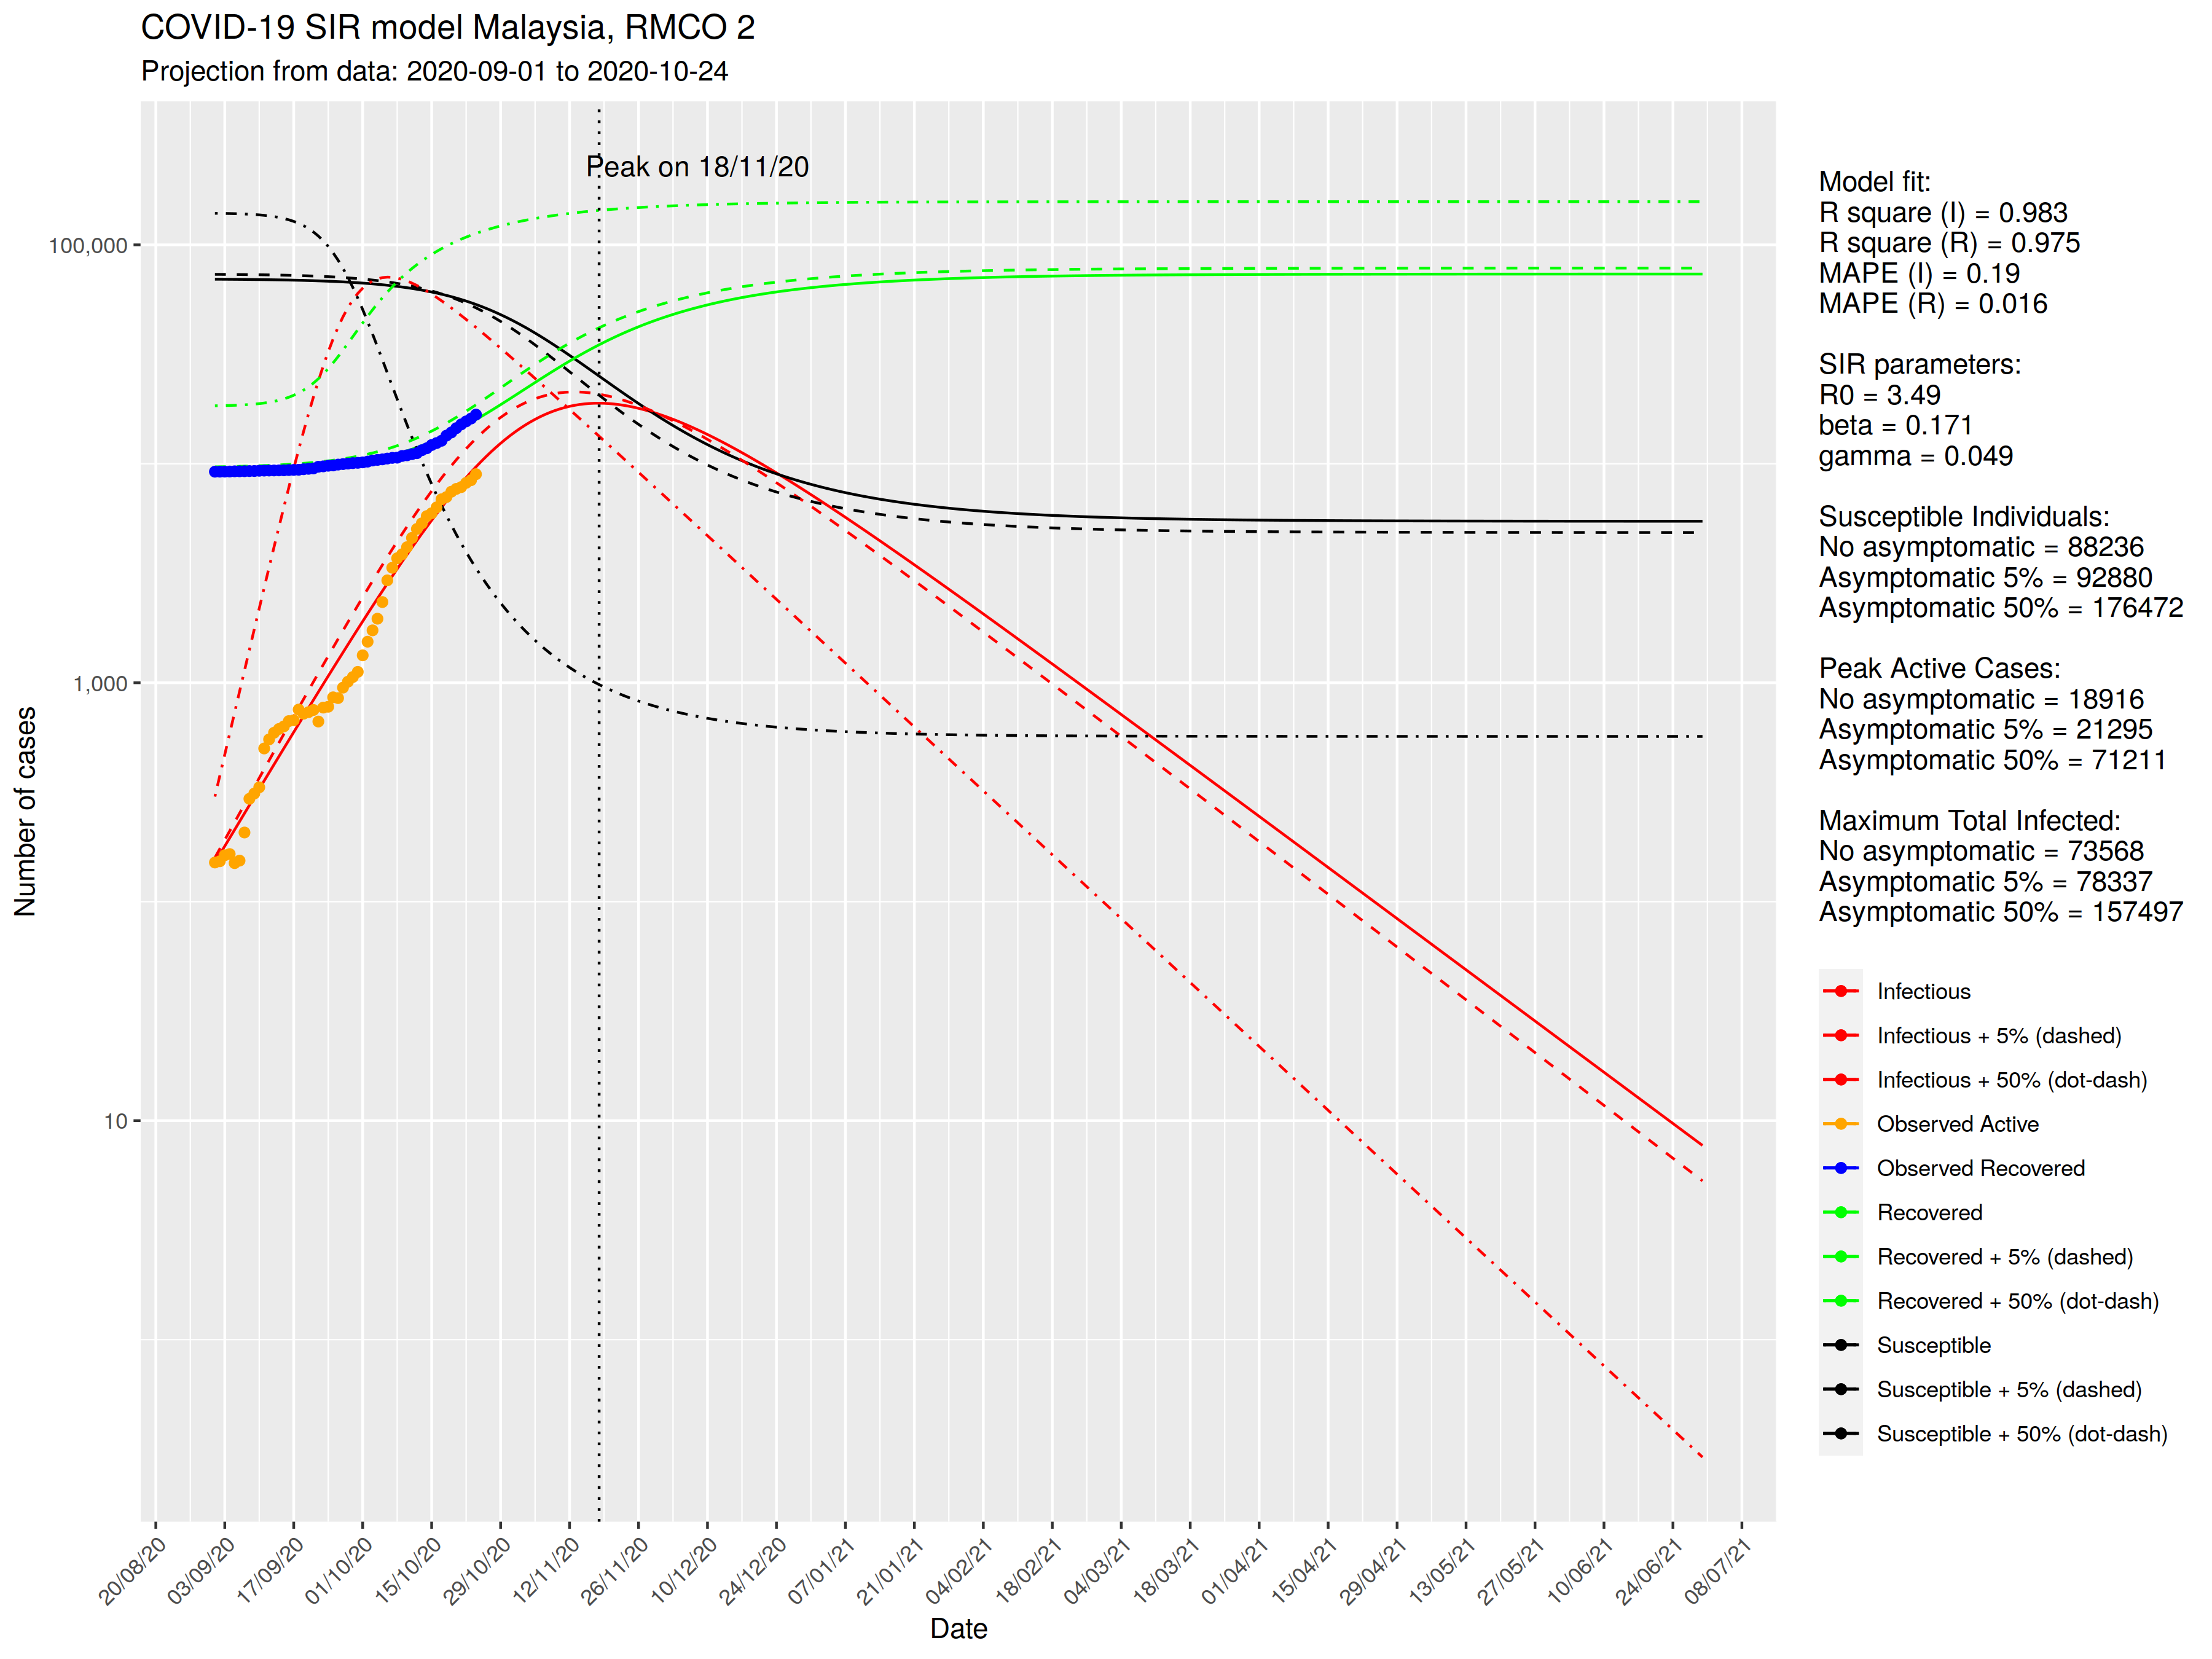 COVID-19 SIR model Malaysia, RMCO 2
Projection from data: 2020-09-01 to 2020-10-24
Peak on 18/11/20
100,000
1,000
10
Number of cases
20/08/20
03/09/20
17/09/20
01/10/20
15/10/20
29/10/20
12/11/20
26/11/20
10/12/20
24/12/20
07/01/21
21/01/21
04/02/21
18/02/21
04/03/21
18/03/21
01/04/21
15/04/21
29/04/21
13/05/21
27/05/21
10/06/21
24/06/21
08/07/21
Date
Model fit:
R square (I) = 0.983
R square (R) = 0.975
MAPE (I) = 0.19
MAPE (R) = 0.016
SIR parameters:
R0 = 3.49
beta = 0.171
gamma = 0.049
Susceptible Individuals:
No asymptomatic = 88236
Asymptomatic 5% = 92880
Asymptomatic 50% = 176472
Peak Active Cases:
No asymptomatic = 18916
Asymptomatic 5% = 21295
Asymptomatic 50% = 71211
Maximum Total Infected:
No asymptomatic = 73568
Asymptomatic 5% = 78337
Asymptomatic 50% = 157497
Infectious
Infectious + 5% (dashed)
Infectious + 50% (dot-dash)
Observed Active
Observed Recovered
Recovered
Recovered + 5% (dashed)
Recovered + 50% (dot-dash)
Susceptible
Susceptible + 5% (dashed)
Susceptible + 50% (dot-dash)